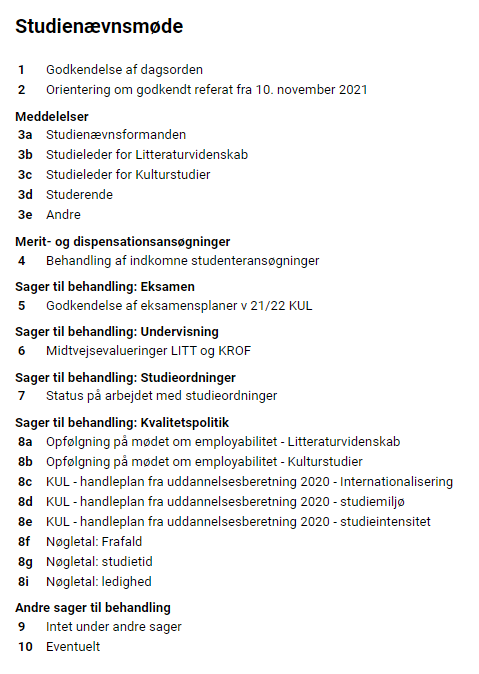 Studienævnsmøde
1 Godkendelse af dagsorden
2 Orientering om godkendt referat fra 10. november 2021
Meddelelser
3a Studienævnsformanden
3b Studieleder for Litteraturvidenskab
3c Studieleder for Kulturstudier
3d Studerende
3e Andre
Merit- og dispensationsansøgninger
4 Behandling af indkomne studenteransøgninger
Sager til behandling: Eksamen
5 Godkendelse af eksamensplaner v 21/22 KUL
Sager til behandling: Undervisning
6 Midtvejsevalueringer LITT og KROF
Sager til behandling: Studieordninger
7 Status på arbejdet med studieordninger
Sager til behandling: Kvalitetspolitik
8a Opfølgning på mødet om employabilitet - Litteraturvidenskab
8b Opfølgning på mødet om employabilitet - Kulturstudier
8c KUL - handleplan fra uddannelsesberetning 2020 - Internationalisering
8d KUL - handleplan fra uddannelsesberetning 2020 - studiemiljø
8e KUL - handleplan fra uddannelsesberetning 2020 - studieintensitet
8f Nøgletal: Frafald
8g Nøgletal: studietid
8i Nøgletal: ledighed
Andre sager til behandling
9 Intet under andre sager
10 Eventuelt